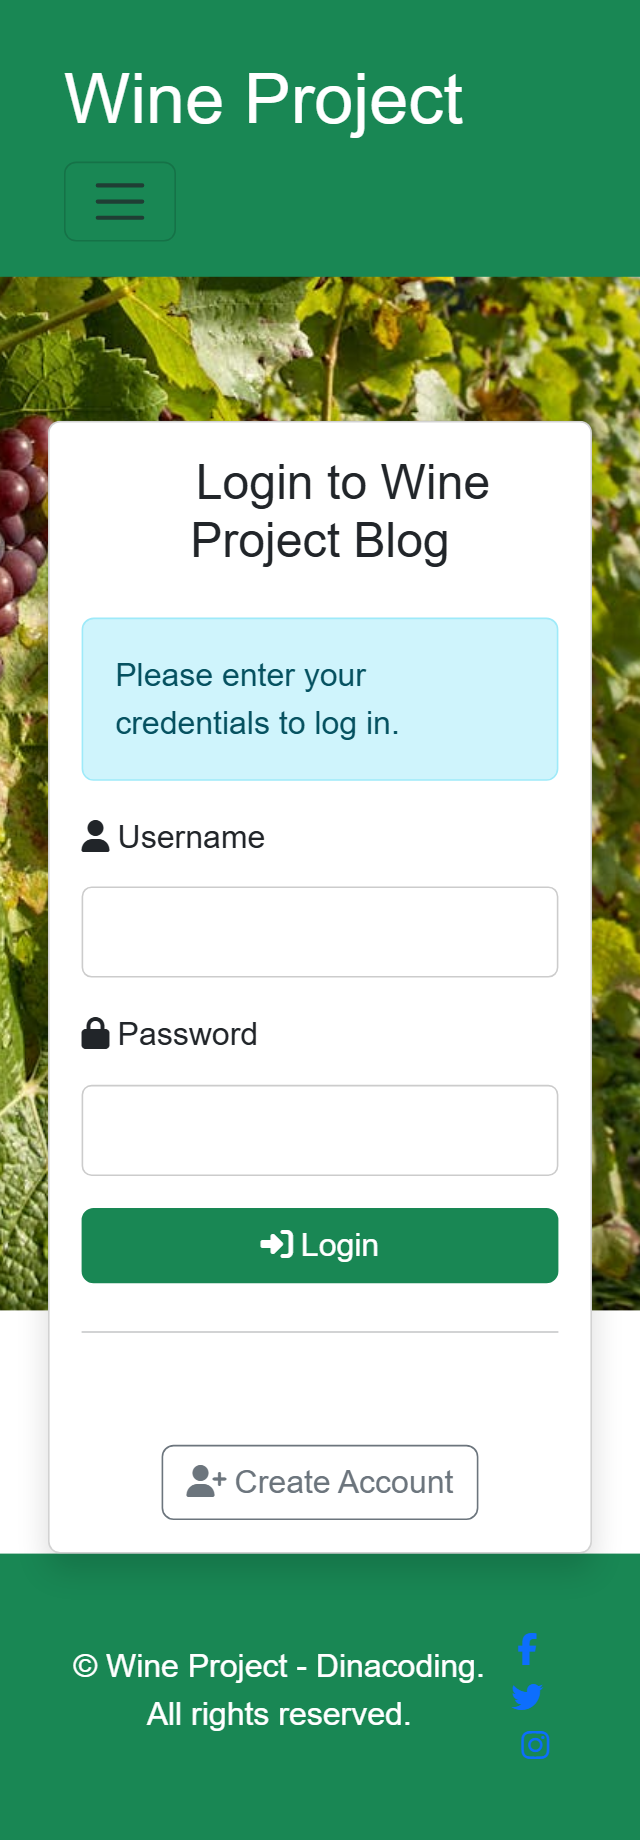 Wine Project
Login to Wine
Project Blog
Please enter your
credentials to log in.
Username
Password
Login
Create Account
© Wine Project - Dinacoding.
All rights reserved.